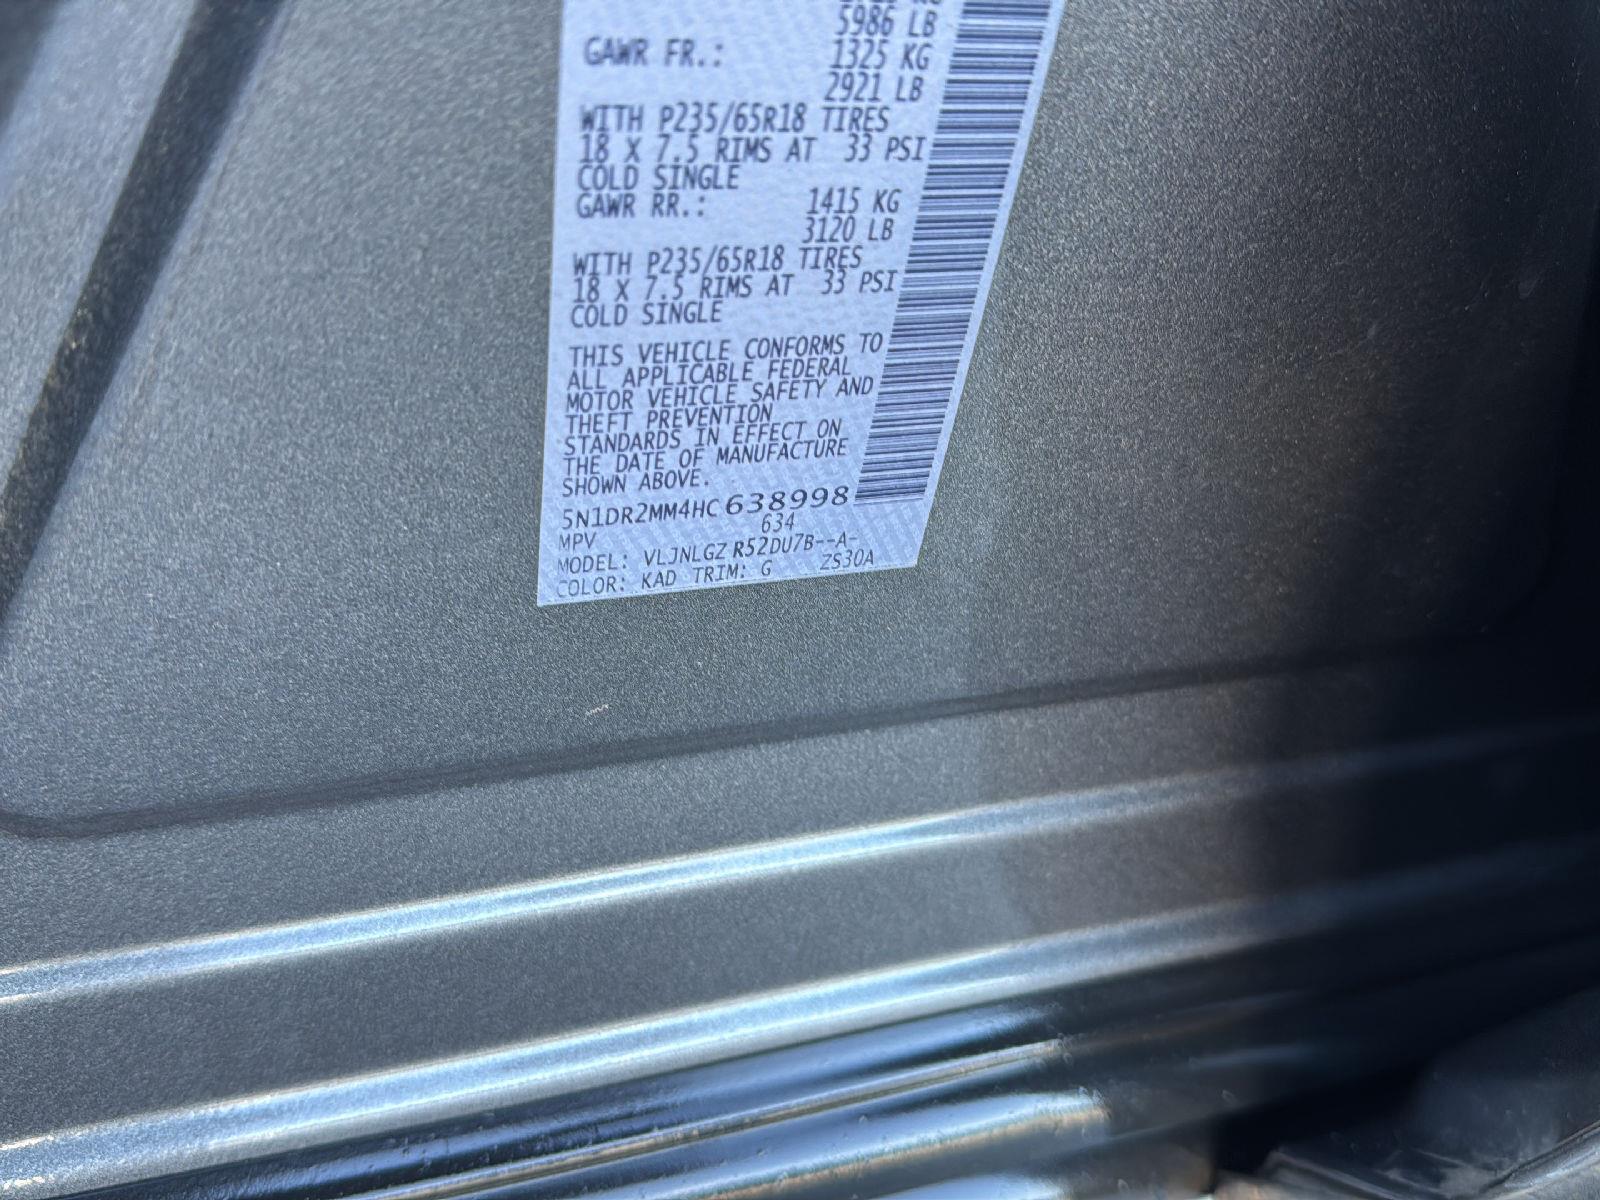 5986 LB
GAWR FR.: 1325 KG
2921 LB
WITH P235/65R18 TIRES
18 X 7.5 RIMS AT 33 PSI
COLD SINGLE
GAWR RR.: 1415 KG
3120 LB
WITH P235/65R18 TIRES
18 X 7.5 RIMS AT 33 PSI
COLD SINGLE
THIS VEHICLE CONFORMS TO
ALL APPLICABLE FEDERAL
MOTOR VEHICLE SAFETY AND
THEFT PREVENTION
STANDARDS IN EFFECT ON
THE DATE OF MANUFACTURE
SHOWN ABOVE.
5N1DR2MM4HC638998
MPV 634
MODEL: VLJNLGZ R52DU7B--A-
COLOR: KAD TRIM: G ZS30A